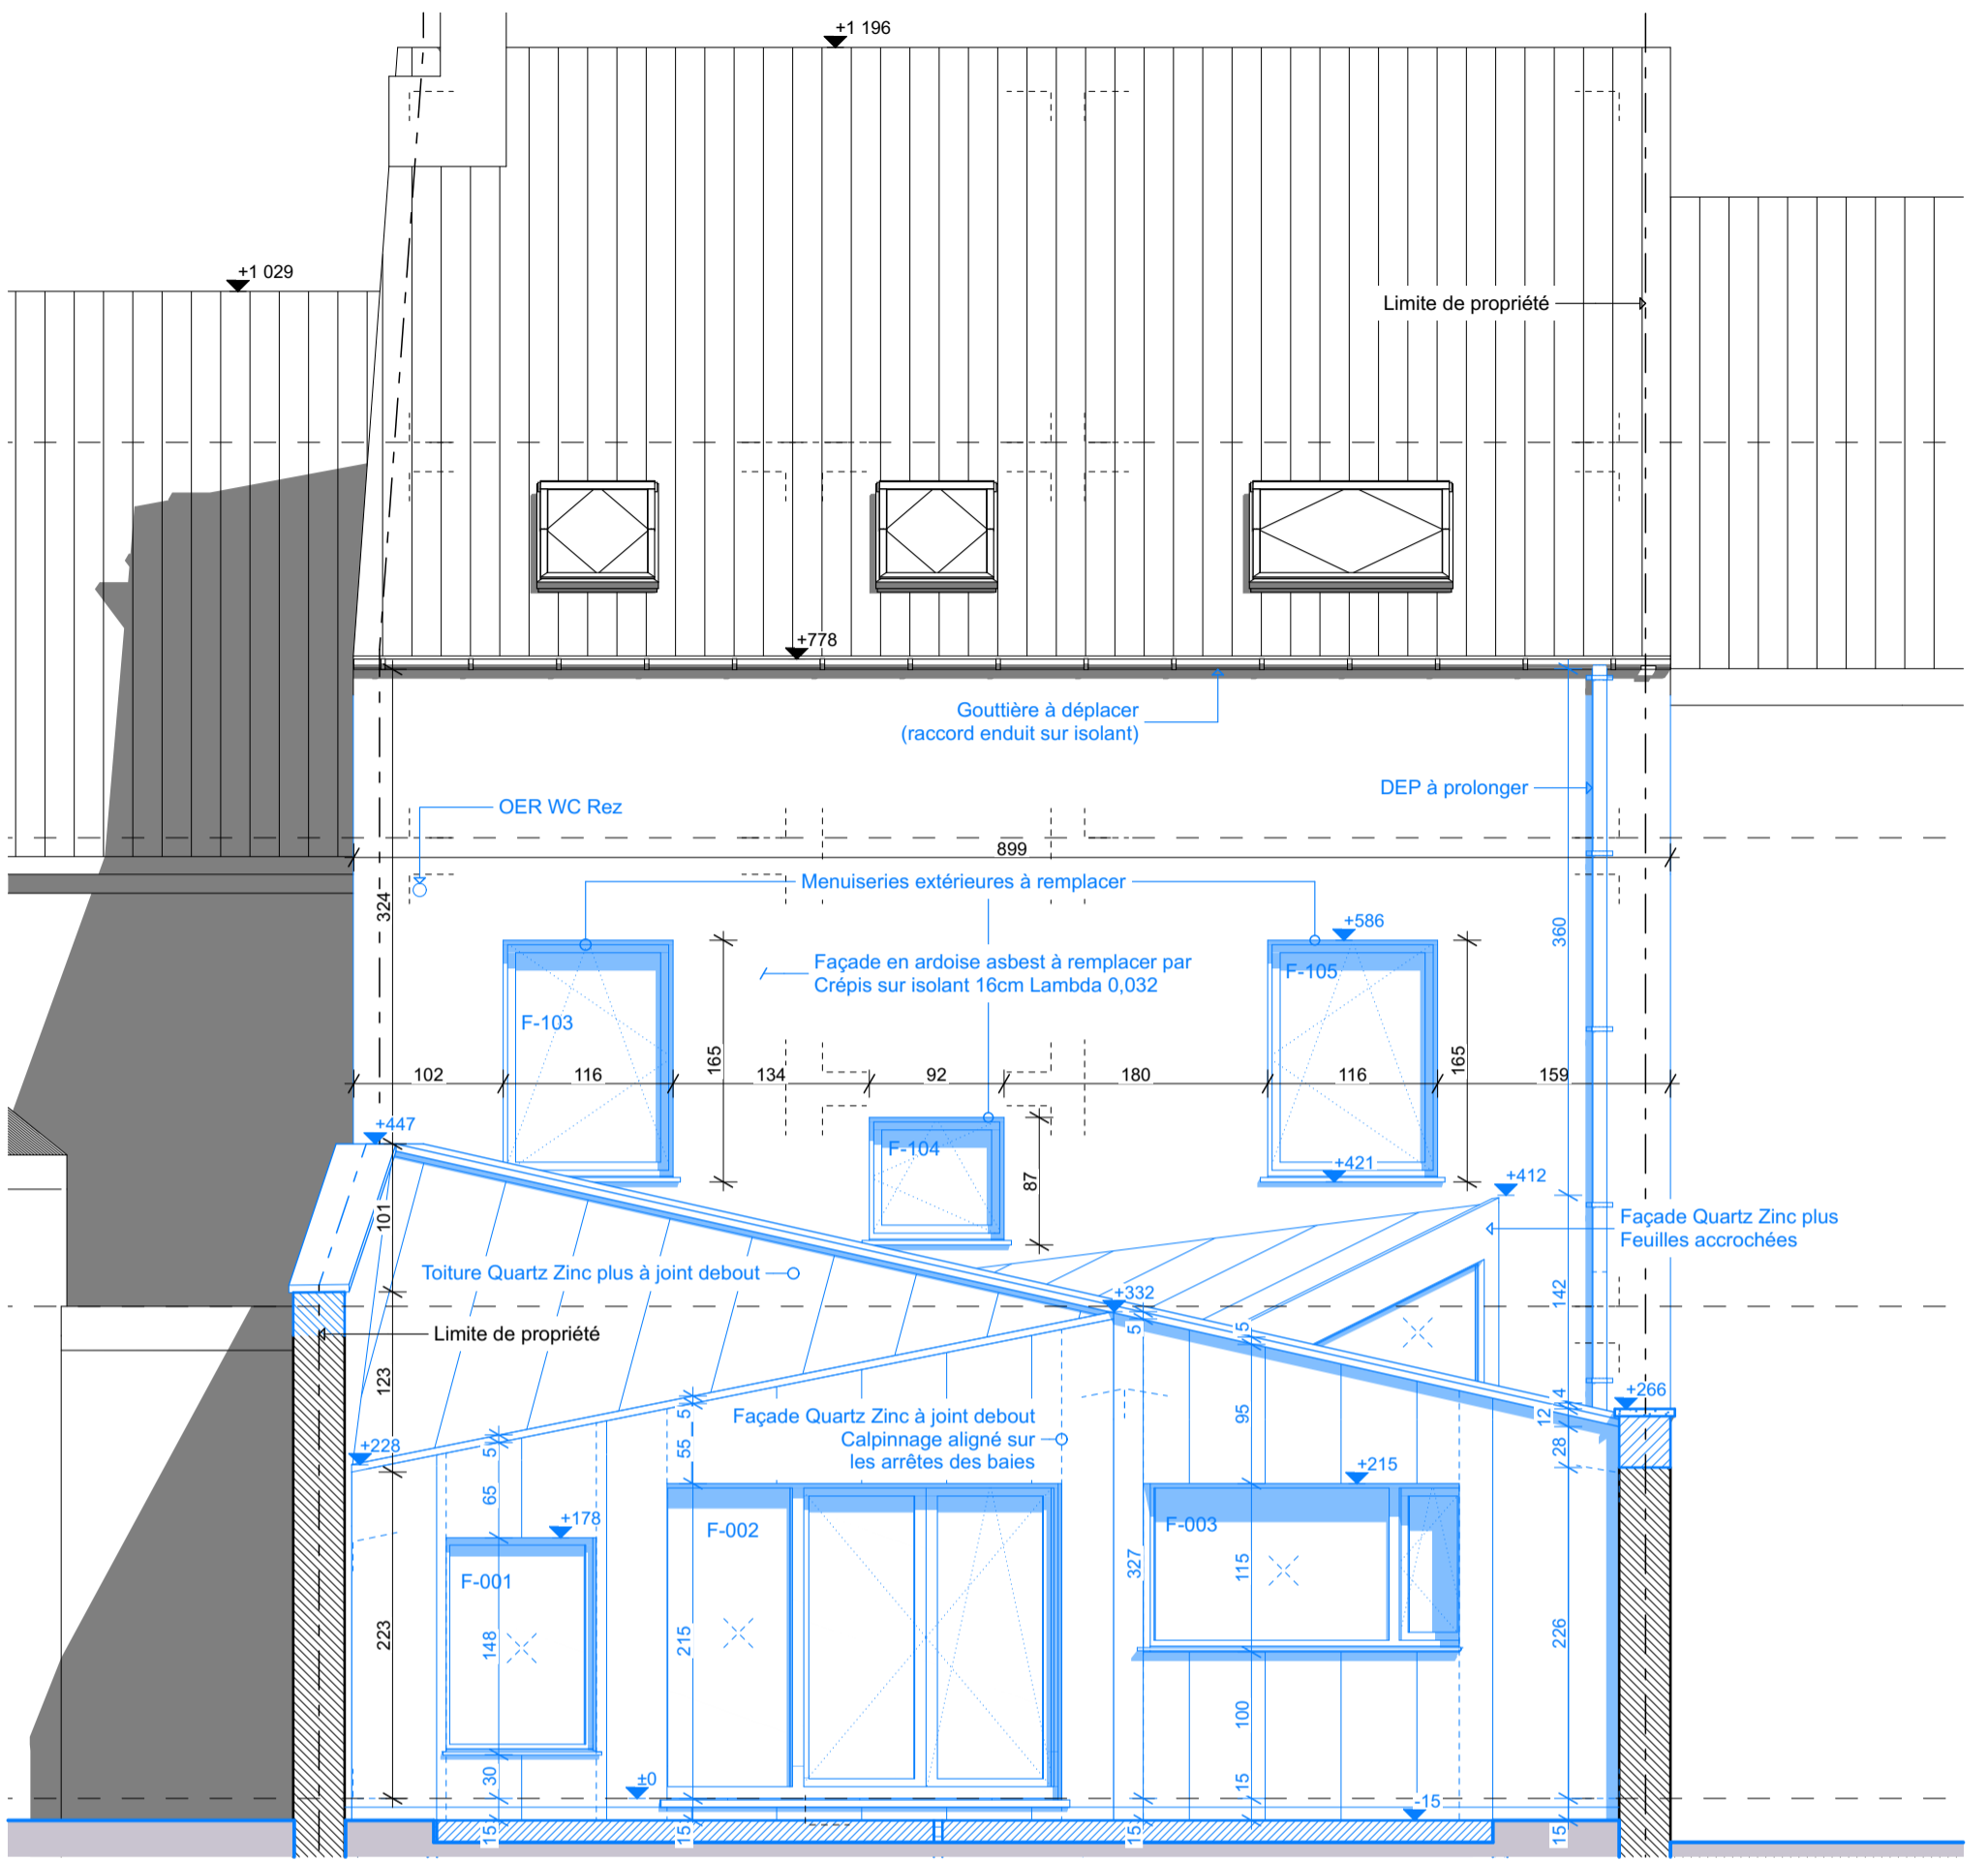 +1 196
+1 029
Limite de propriété
+778
Gouttière à déplacer
(raccord enduit sur isolant)
DEP à prolonger
OER WC Rez
899
Menuiseries extérieures à remplacer
324
360
+586
Façade en ardoise asbest à remplacer par
Crépis sur isolant 16cm Lambda 0,032
F-105
F-103
165
165
102
116
134
92
180
116
159
+447
F-104
87
+421
+412
101
Façade Quartz Zinc plus
Feuilles accrochées
Toiture Quartz Zinc plus à joint debout
142
+332
5
5
Limite de propriété
123
4
+266
12
5
Façade Quartz Zinc à joint debout
Calpinnage aligné sur
les arrêtes des baies
95
+228
5
55
28
65
+215
+178
F-002
F-003
F-001
327
115
223
148
215
226
100
30
±0
15
-15
15
15
15
15